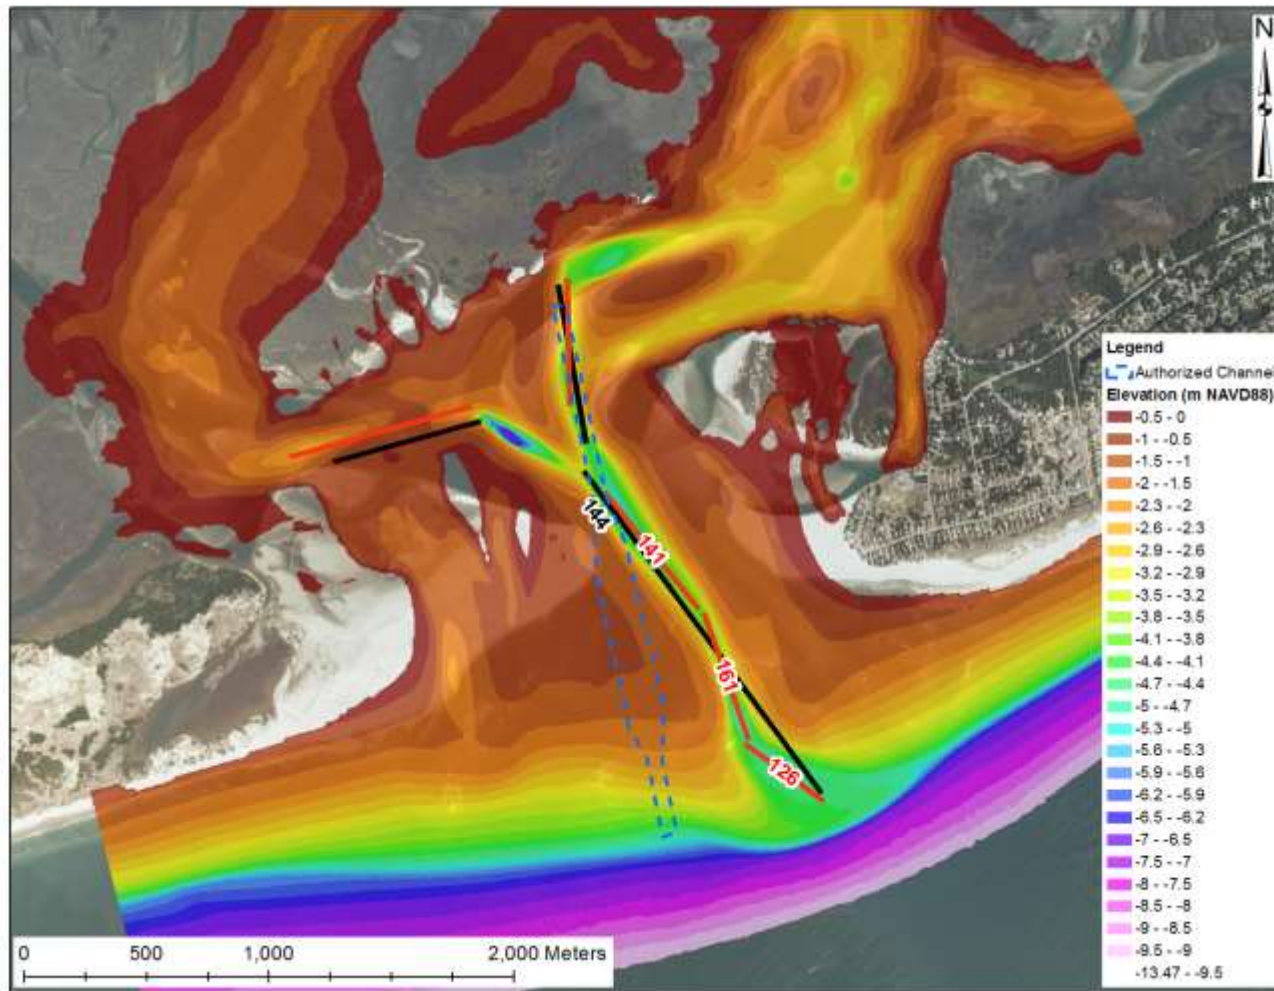 N
144
141
161
126
Legend
Authorized Channel
Elevation (m NAVD88)
-0.5 - 0
-1 - -0.5
-1.5 - -1
-2 - -1.5
-2.3 - -2
-2.6 - -2.3
-2.9 - -2.6
-3.2 - -2.9
-3.5 - -3.2
-3.8 - -3.5
-4.1 - -3.8
-4.4 - -4.1
-4.7 - -4.4
-5 - -4.7
-5.3 - -5
-5.6 - -5.3
-5.9 - -5.6
-6.2 - -5.9
-6.5 - -6.2
-7 - -6.5
-7.5 - -7
-8 - -7.5
-8.5 - -8
-9 - -8.5
-9.5 - -9
-13.47 - -9.5
0 500 1,000 2,000 Meters